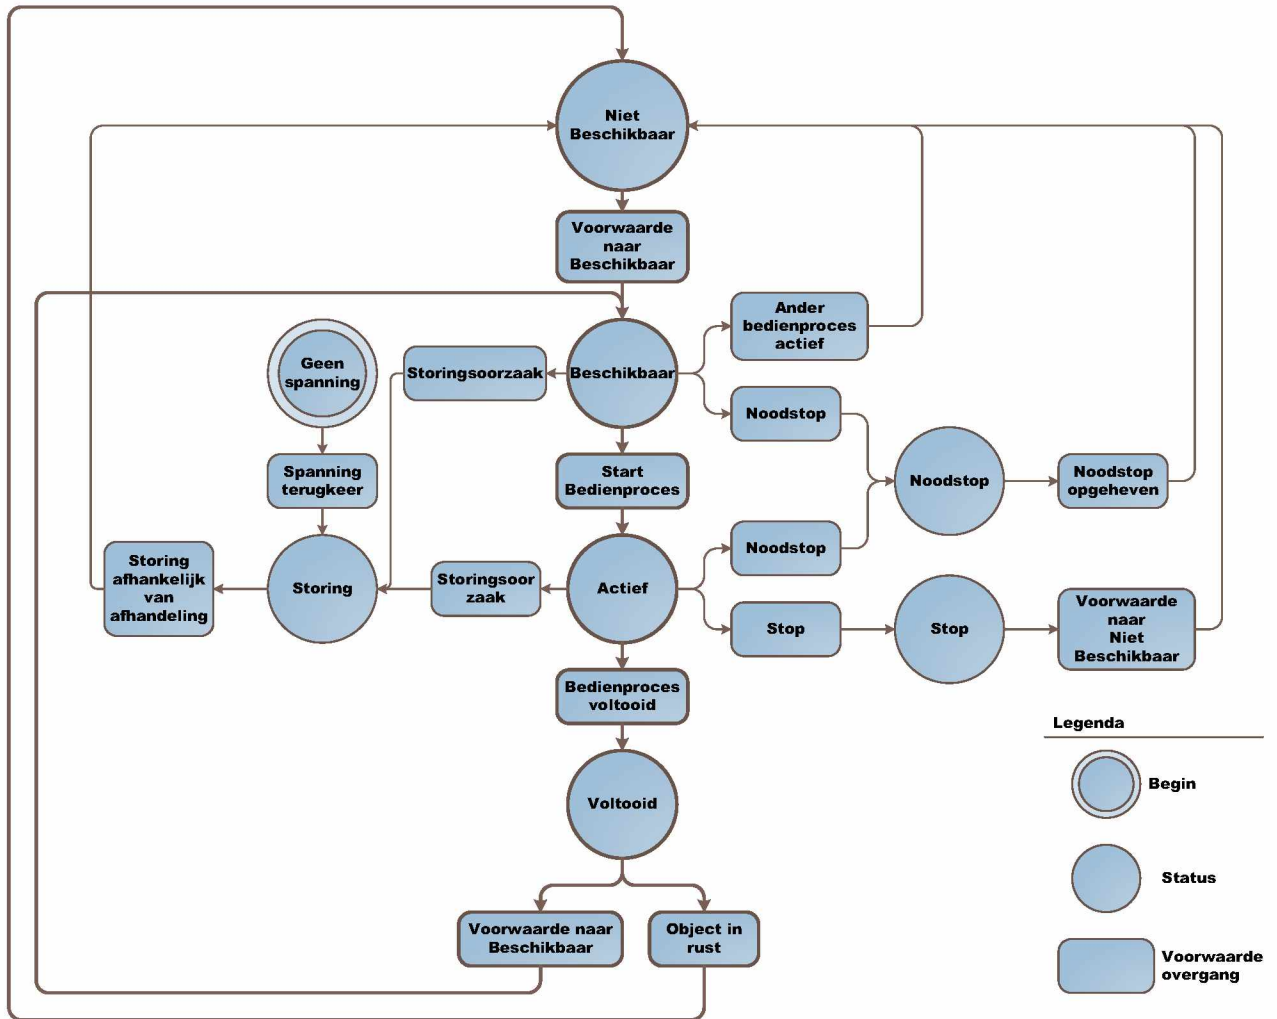 Niet
Beschikbaar
Voorwaarde
naar
Beschikbaar
Ander
bedienproces
actief
Geen
spanning
Storingsoorzaak
Beschikbaar
Noodstop
Spanning
terugkeer
Start
Bedienproces
Noodstop
Noodstop
opgeheven
Storing
afhankelijk
van
afhandeling
Storing
Storingsoor
zaak
Actief
Noodstop
Stop
Stop
Voorwaarde
naar
Niet
Beschikbaar
Bedienproces
voltooid
Voltooid
Voorwaarde naar
Beschikbaar
Object in
rust
Legenda
Begin
Status
Voorwaarde
overgang